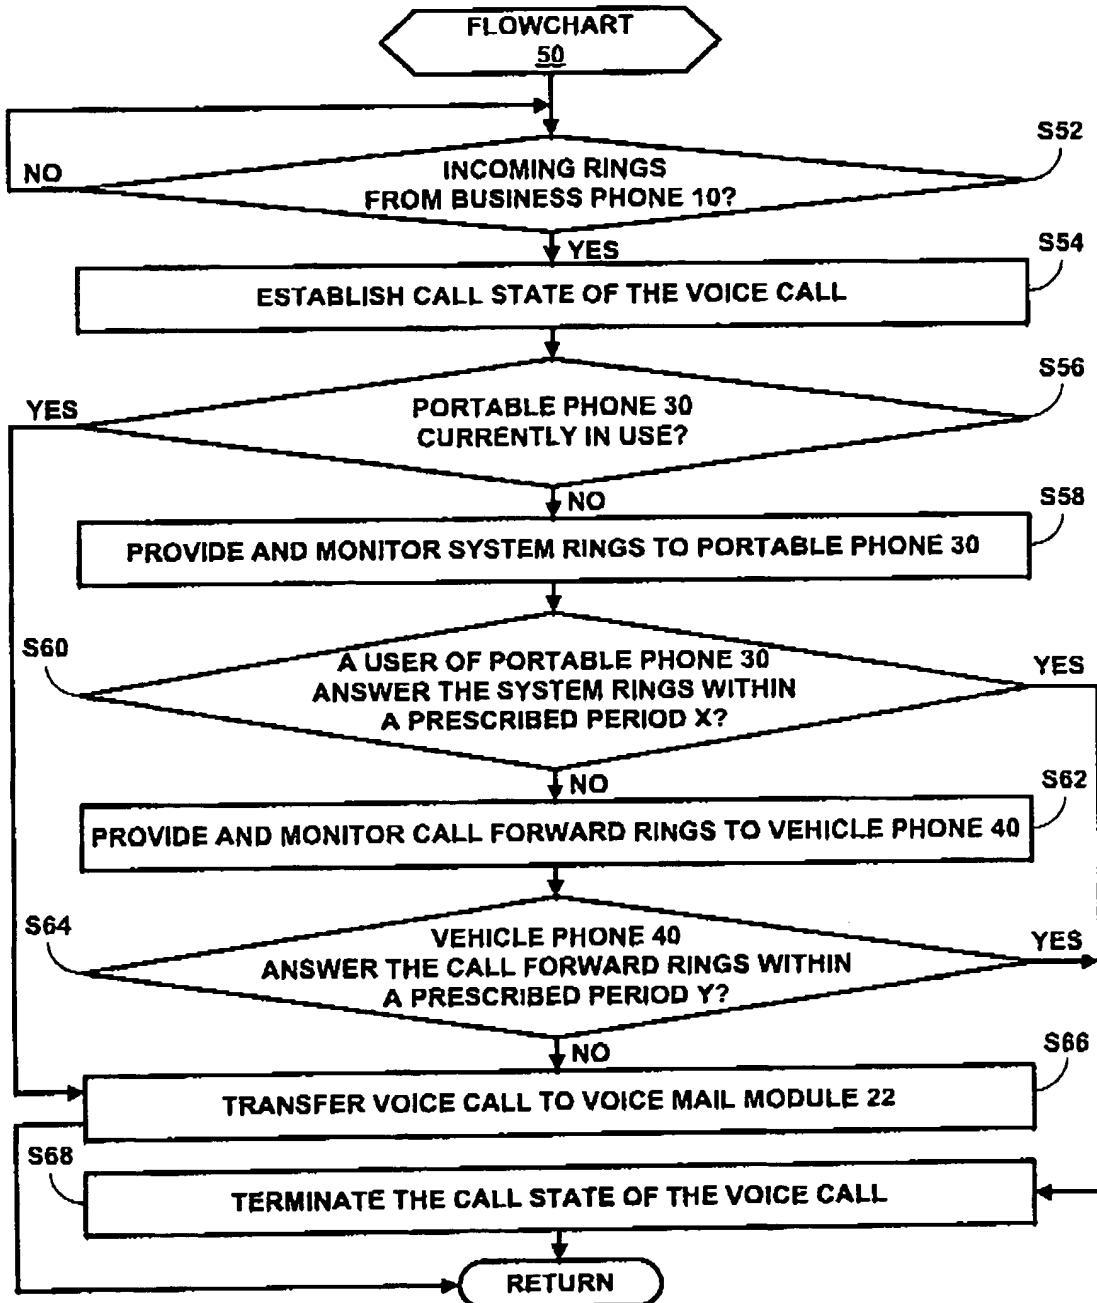 FLOWCHART
50
S52
NO
INCOMING RINGS
FROM BUSINESS PHONE 10?
YES
S54
ESTABLISH CALL STATE OF THE VOICE CALL
S56
YES
PORTABLE PHONE 30
CURRENTLY IN USE?
NO
S58
PROVIDE AND MONITOR SYSTEM RINGS TO PORTABLE PHONE 30
S60
A USER OF PORTABLE PHONE 30
ANSWER THE SYSTEM RINGS WITHIN
A PRESCRIBED PERIOD X?
YES
NO
S62
PROVIDE AND MONITOR CALL FORWARD RINGS TO VEHICLE PHONE 40
S64
VEHICLE PHONE 40
ANSWER THE CALL FORWARD RINGS WITHIN
A PRESCRIBED PERIOD Y?
YES
NO
S66
TRANSFER VOICE CALL TO VOICE MAIL MODULE 22
S68
TERMINATE THE CALL STATE OF THE VOICE CALL
RETURN